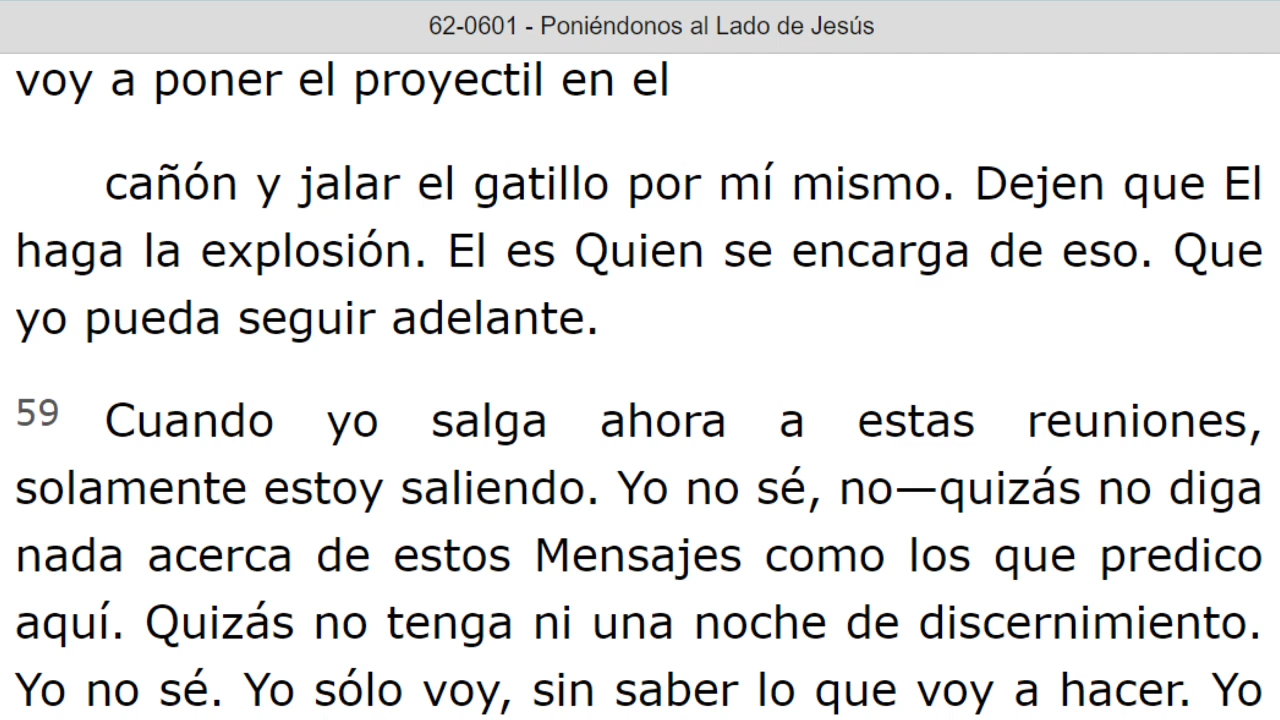 62-0601 - Poniéndonos al Lado de Jesús
voy a poner el proyectil en el
cañón y jalar el gatillo por mí mismo. Dejen que El
haga la explosión. El es Quien se encarga de eso. Que
yo pueda seguir adelante.
59 Cuando yo salga ahora a estas reuniones,
solamente estoy saliendo. Yo no sé, no—quizás no diga
nada acerca de estos Mensajes como los que predico
aquí. Quizás no tenga ni una noche de discernimiento.
Yo no sé. Yo sólo voy, sin saber lo que voy a hacer. Yo